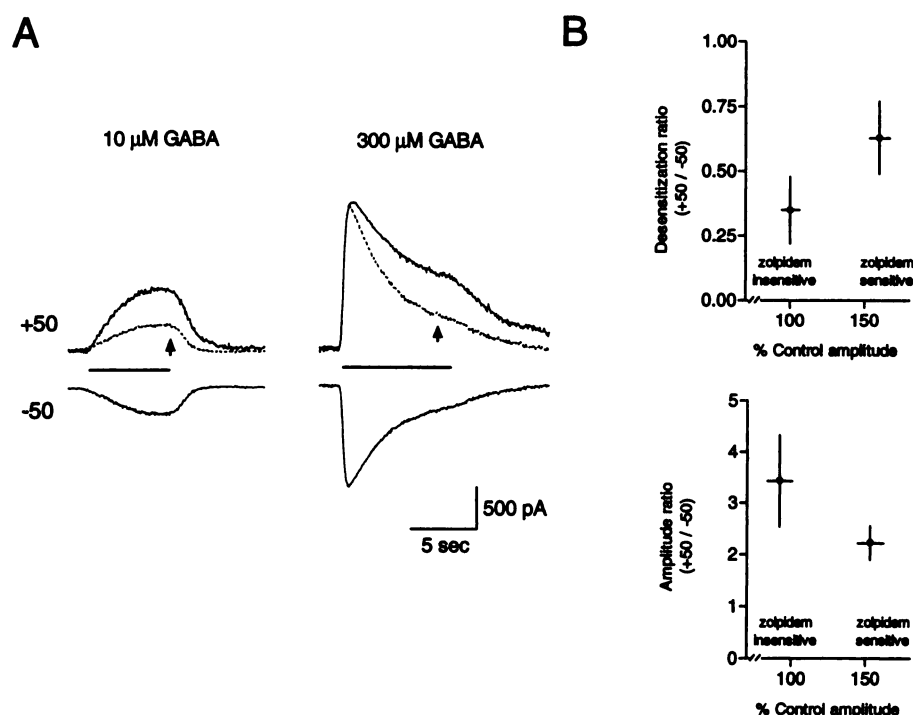 A
10 µM GABA
300 µM GABA
+50
-50
500 pA
5 sec
B
Desensitization ratio
(+50 / -50)
1.00
0.75
0.50
0.25
0.00
zolpidem
insensitive
zolpidem
sensitive
100
150
% Control amplitude
Amplitude ratio
(+50 / -50)
5
4
3
2
1
0
zolpidem
insensitive
zolpidem
sensitive
100
150
% Control amplitude